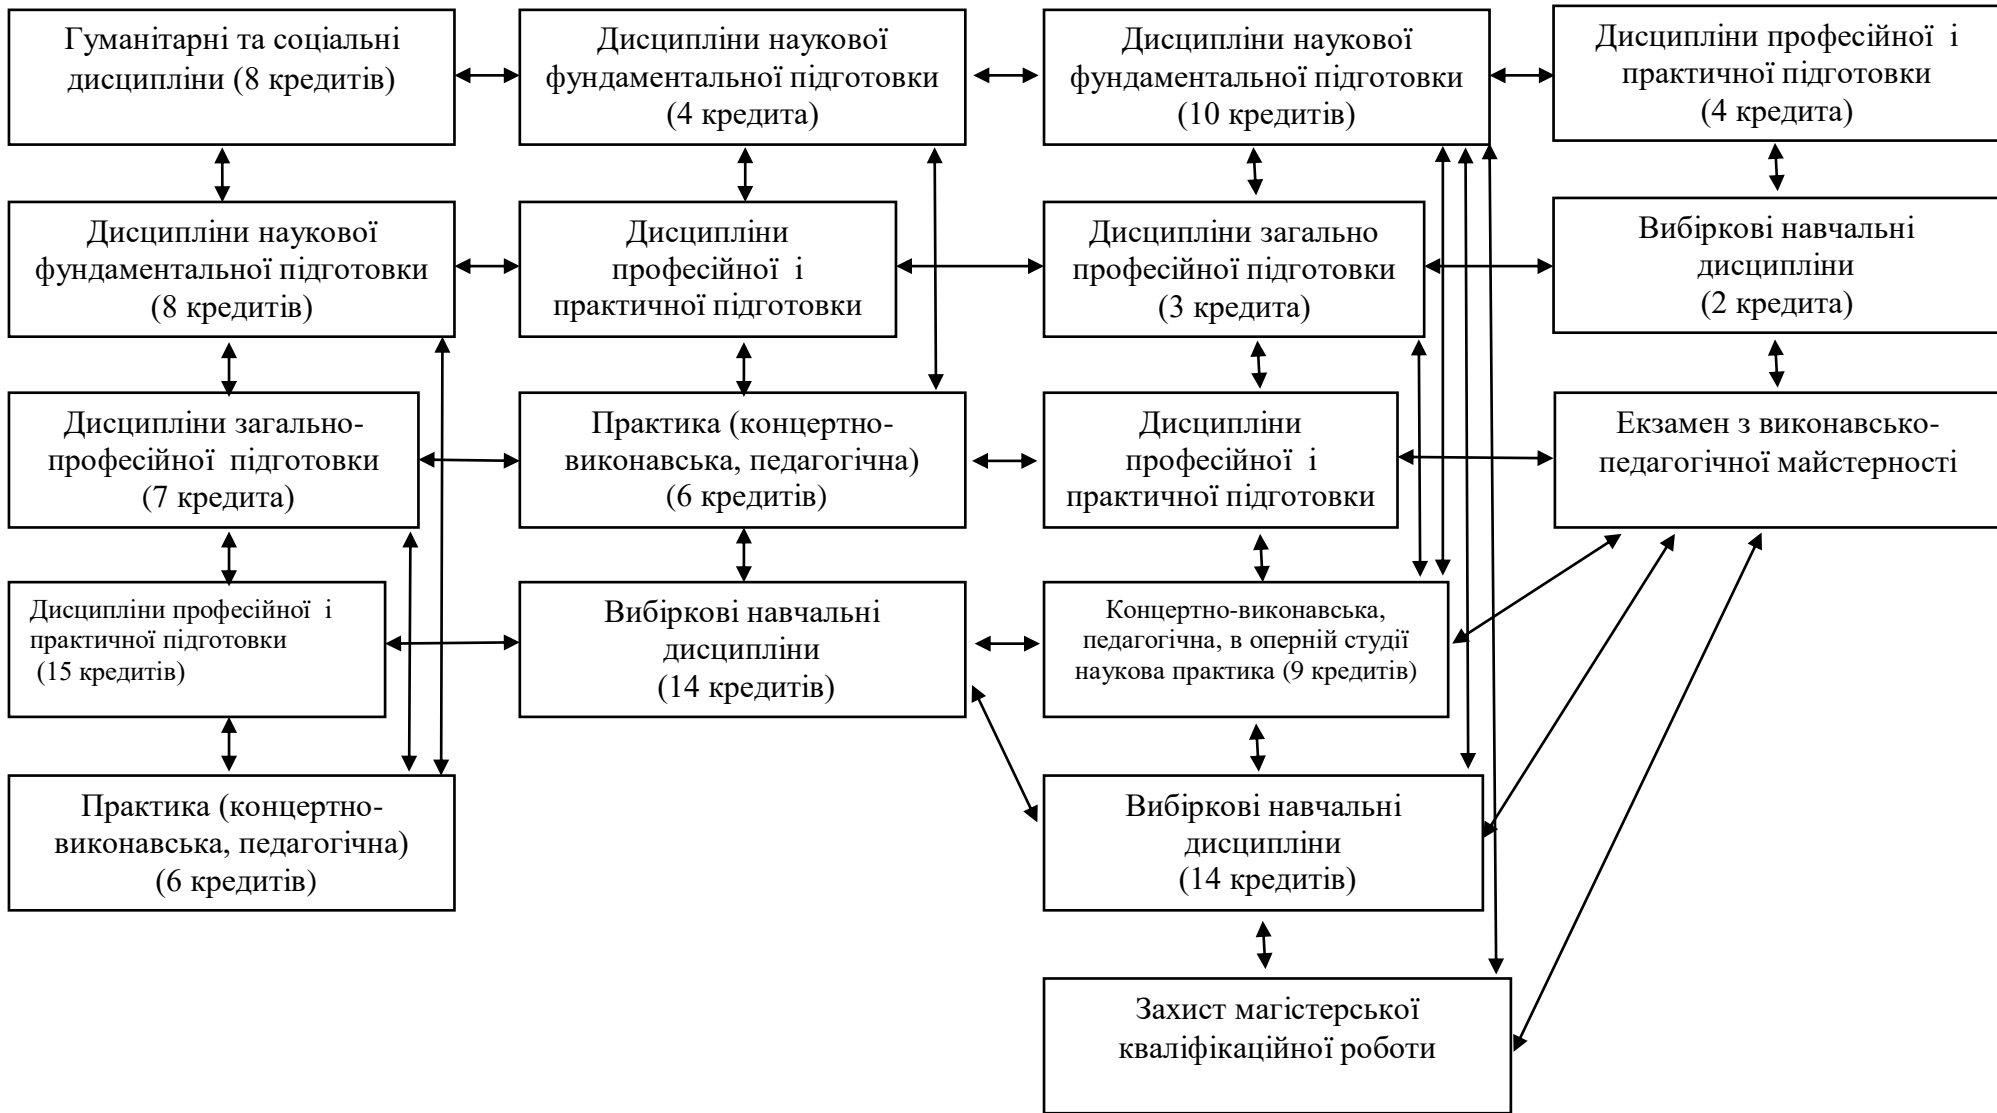 Гуманітарні та соціальні
дисципліни (8 кредитів)
Дисципліни наукової
фундаментальної підготовки
(8 кредитів)
Дисципліни загально-
професійної підготовки
(7 кредита)
Дисципліни професійної і
практичної підготовки
(15 кредитів)
Практика (концертно-
виконавська, педагогічна)
(6 кредитів)
Дисципліни наукової
фундаментальної підготовки
(4 кредита)
Дисципліни
професійної і
практичної підготовки
Практика (концертно-
виконавська, педагогічна)
(6 кредитів)
Вибіркові навчальні
дисципліни
(14 кредитів)
Дисципліни наукової
фундаментальної підготовки
(10 кредитів)
Дисципліни загально
професійної підготовки
(3 кредита)
Дисципліни
професійної і
практичної підготовки
Концертно-виконавська,
педагогічна, в оперній студії
наукова практика (9 кредитів)
Вибіркові навчальні
дисципліни
(14 кредитів)
Захист магістерської
кваліфікаційної роботи
Дисципліни професійної і
практичної підготовки
(4 кредита)
Вибіркові навчальні
дисципліни
(2 кредита)
Екзамен з виконавсько-
педагогічної майстерності